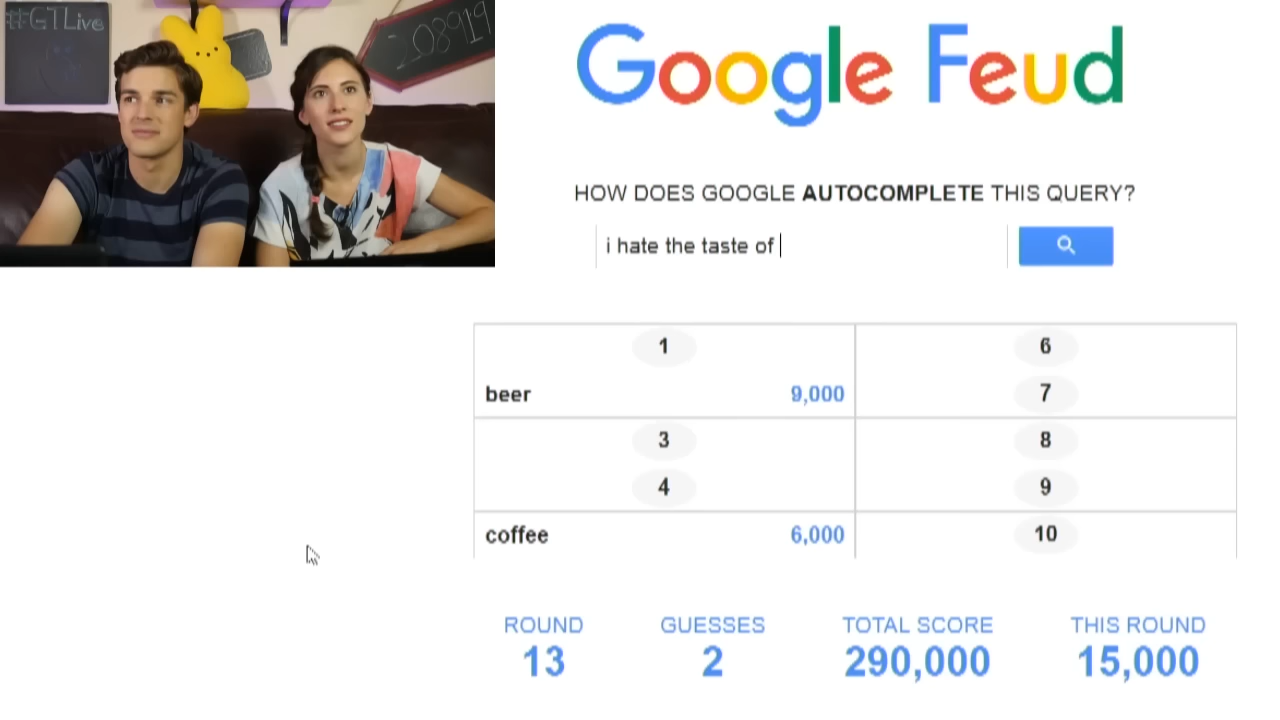 #GTLive
208919
Google Feud
HOW DOES GOOGLE AUTOCOMPLETE THIS QUERY?
i hate the taste of
1
beer 9,000
3
4
coffee 6,000
6
7
8
9
10
ROUND GUESSES TOTAL SCORE THIS ROUND
13 2 290,000 15,000